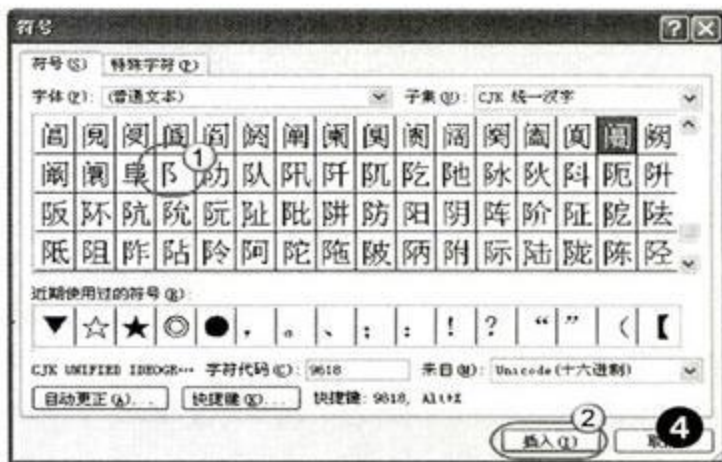 符号
符号(S) 特殊字符(P)
字体(F): (普通文本) 子集(U): CJK 统一汉字
阊 阋 阌 阍 阎 阏 阐 阑 阒 阓 阔 阕 阖 阗 阘 阙
阚 阛 阜 阝 阞 队 阠 阡 阢 阣 阤 阥 阦 阧 阨 阩
①
阪 阫 阬 阭 阮 阯 阰 阱 防 阳 阴 阵 阶 阷 阸 阹
阺 阻 阼 阽 阾 阿 陀 陁 陂 陃 附 际 陆 陇 陈 陉
近期使用过的符号(R):
▼ ☆ ★ ◎ ● , 。 、 ； ： ！ ？ “ ” （ 【
CJK UNIFIED IDEOGR… 字符代码(C): 9618 来自(M): Unicode(十六进制)
自动更正(A)... 快捷键(K)... 快捷键: 9618, Alt+X
② ❹
插入(I) 取